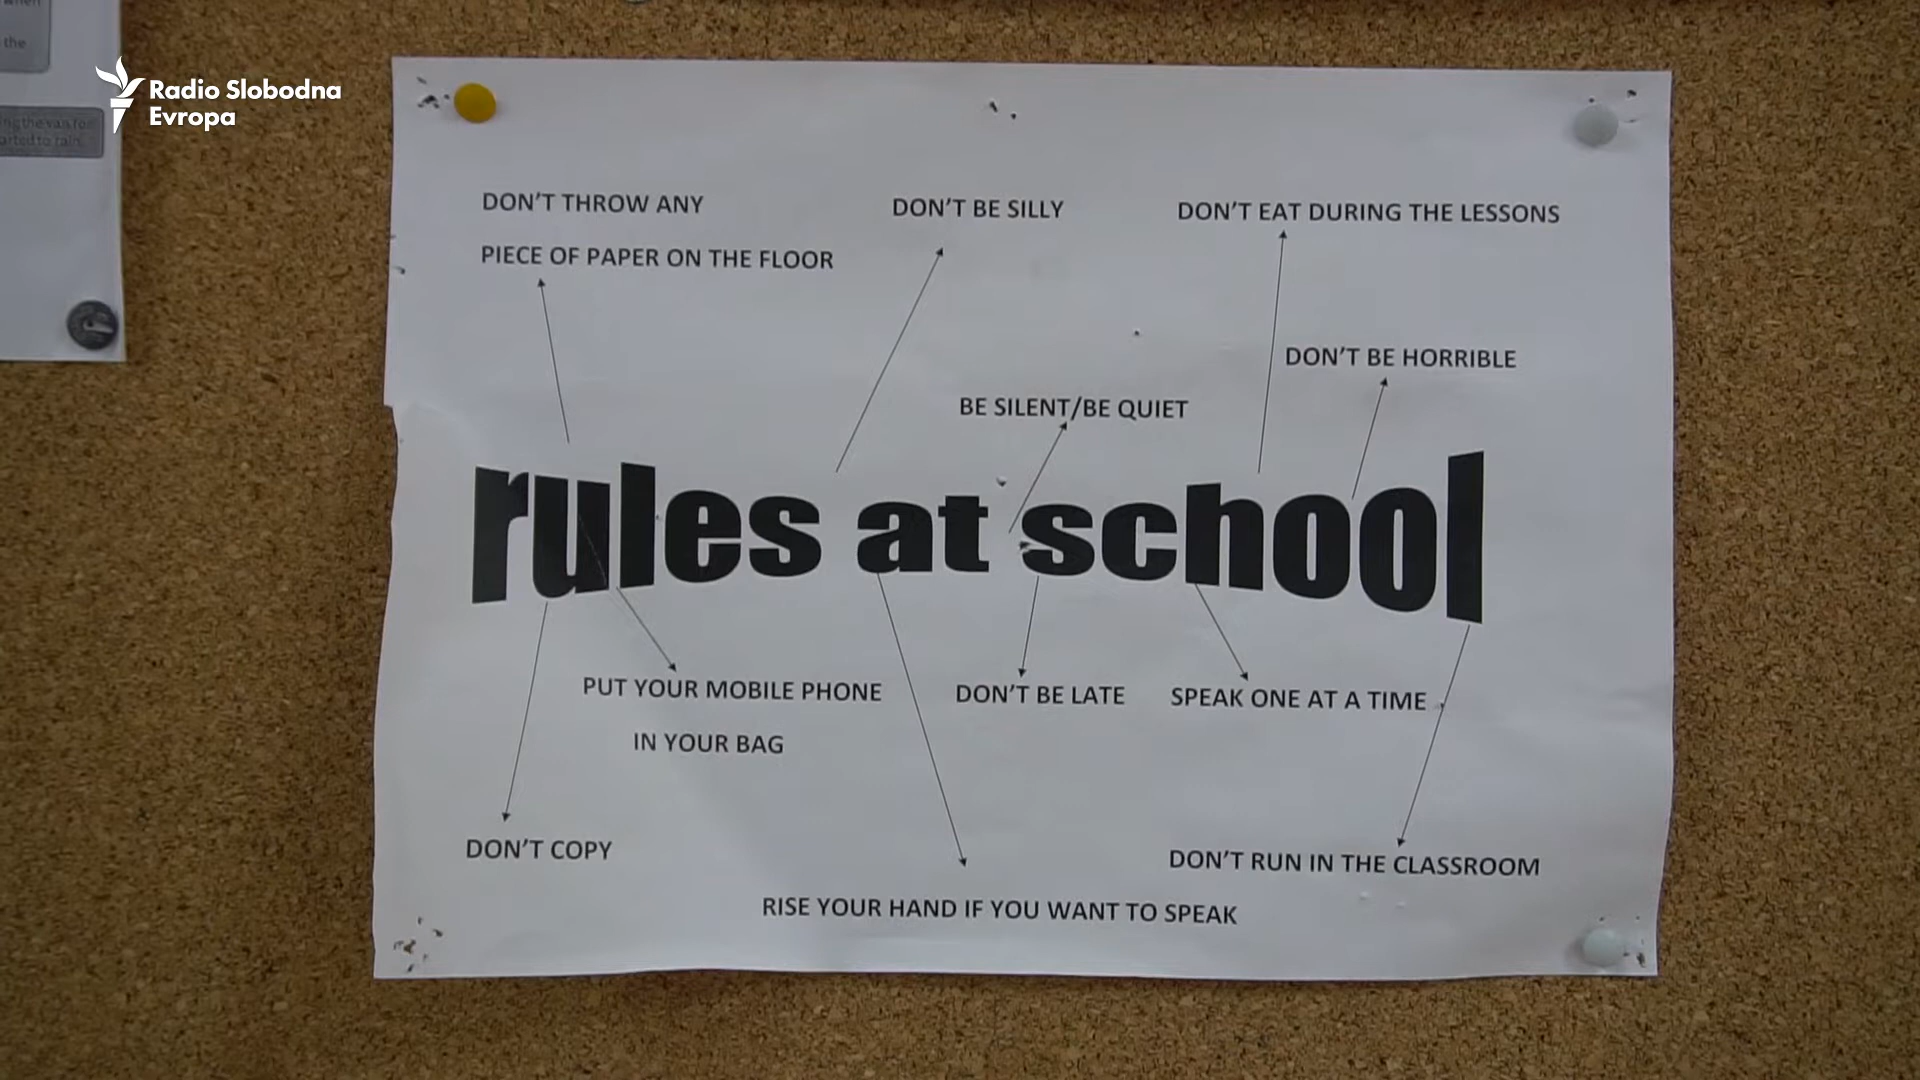 the
Radio Slobodna
Evropa
DON'T THROW ANY
PIECE OF PAPER ON THE FLOOR
DON'T BE SILLY
DON'T EAT DURING THE LESSONS
DON'T BE HORRIBLE
BE SILENT/BE QUIET
rules at school
PUT YOUR MOBILE PHONE
IN YOUR BAG
DON'T BE LATE
SPEAK ONE AT A TIME
DON'T COPY
DON'T RUN IN THE CLASSROOM
RISE YOUR HAND IF YOU WANT TO SPEAK